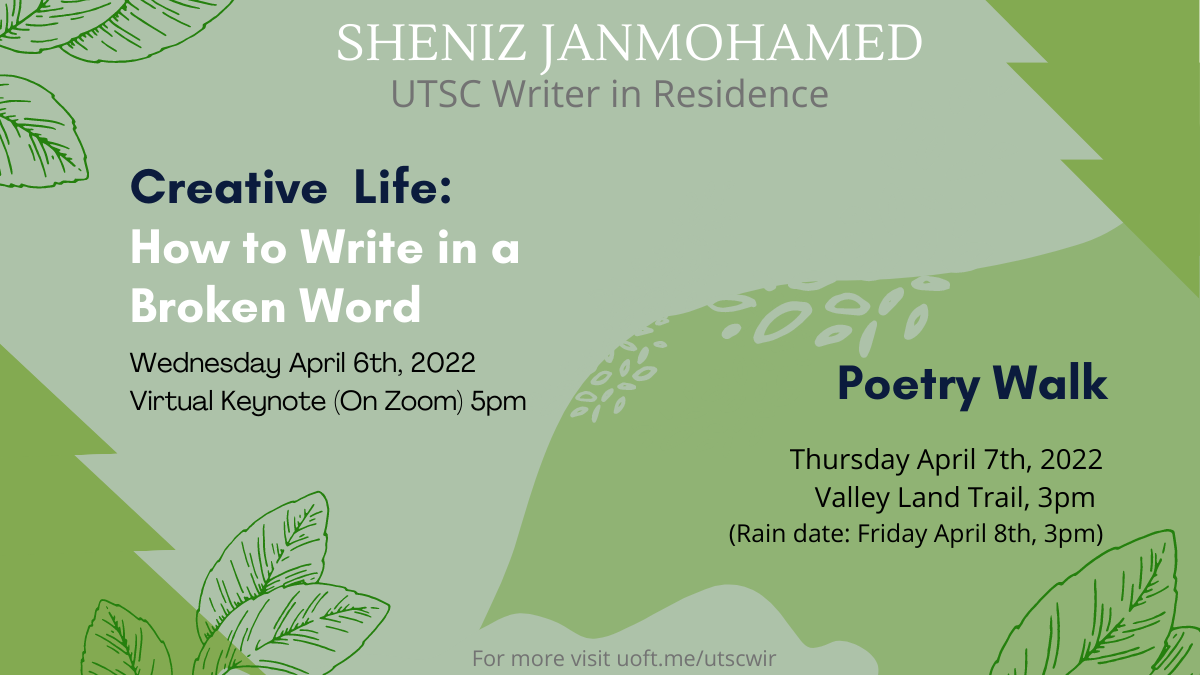 SHENIZ JANMOHAMED
UTSC Writer in Residence
Creative Life:
How to Write in a
Broken Word
Wednesday April 6th, 2022
Virtual Keynote (On Zoom) 5pm
Poetry Walk
Thursday April 7th, 2022
Valley Land Trail, 3pm
(Rain date: Friday April 8th, 3pm)
For more visit uoft.me/utscwir